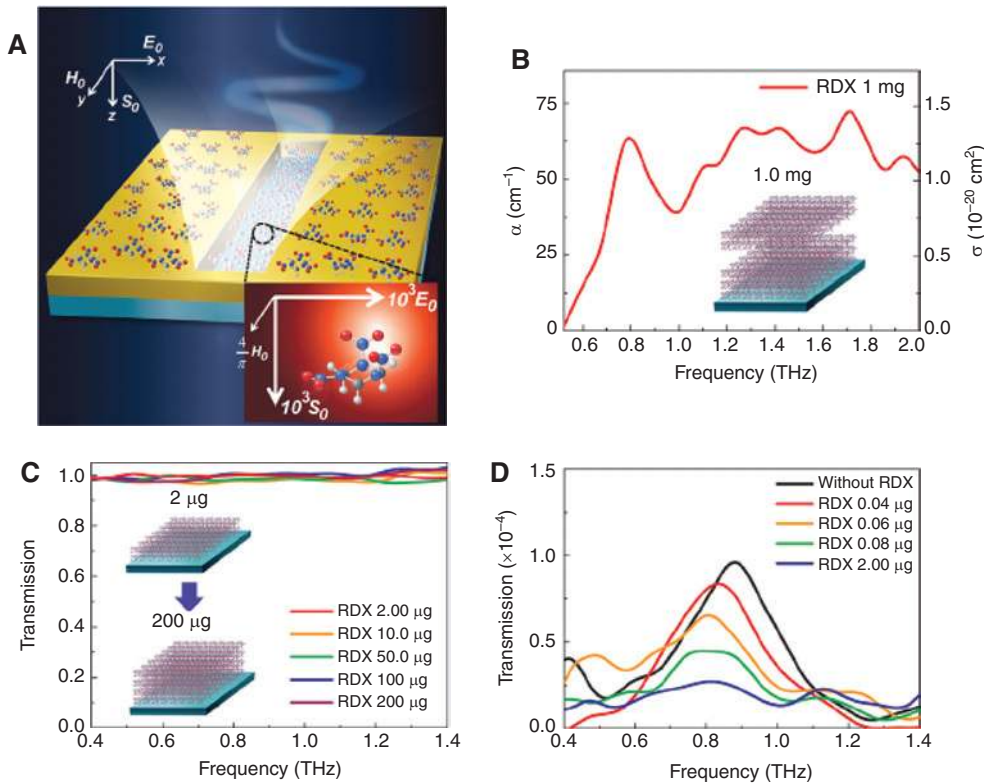 A
E₀
x
H₀
y
S₀
z
10³E₀
4/π H₀
10³S₀
B
RDX 1 mg
1.0 mg
75
50
25
0
α (cm⁻¹)
1.5
1.0
0.5
0.0
σ (10⁻²⁰ cm²)
0.6 0.8 1.0 1.2 1.4 1.6 1.8 2.0
Frequency (THz)
C
1.0
0.8
0.6
0.4
0.2
0.0
Transmission
2 μg
200 μg
RDX 2.00 μg
RDX 10.0 μg
RDX 50.0 μg
RDX 100 μg
RDX 200 μg
0.4 0.6 0.8 1.0 1.2 1.4
Frequency (THz)
D
1.5
1.0
0.5
0.0
Transmission (×10⁻⁴)
Without RDX
RDX 0.04 μg
RDX 0.06 μg
RDX 0.08 μg
RDX 2.00 μg
0.4 0.6 0.8 1.0 1.2 1.4
Frequency (THz)